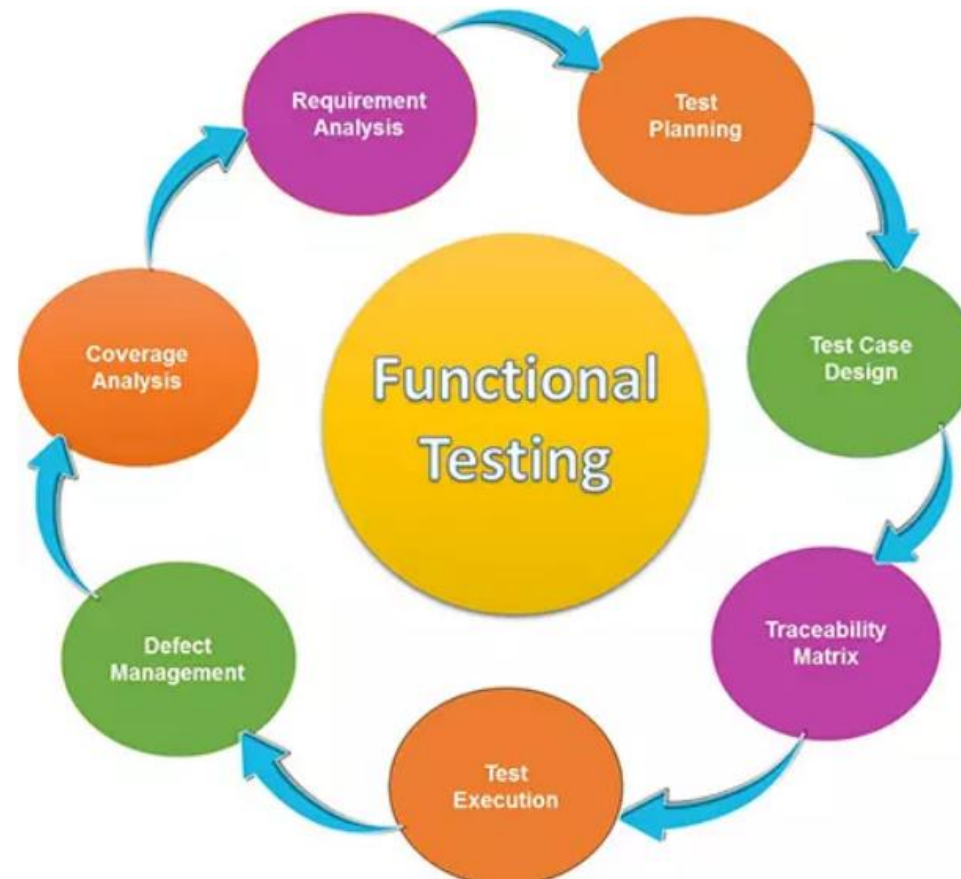 Requirement
Analysis
Test
Planning
Test Case
Design
Traceability
Matrix
Test
Execution
Defect
Management
Coverage
Analysis
Functional
Testing